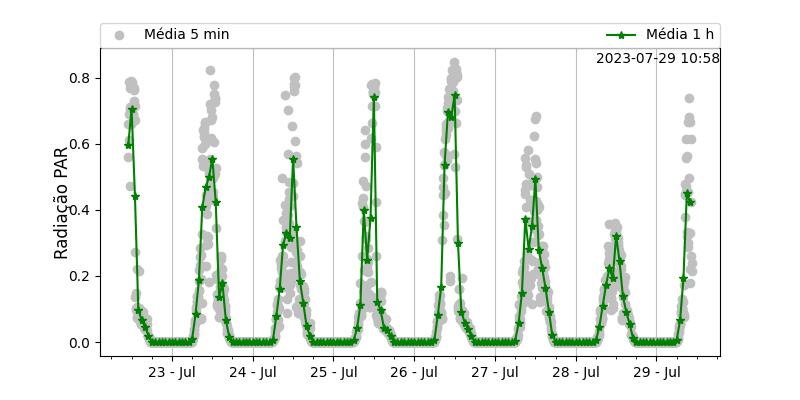 Média 5 min
Média 1 h
2023-07-29 10:58
Radiação PAR
0.8
0.6
0.4
0.2
0.0
23 - Jul
24 - Jul
25 - Jul
26 - Jul
27 - Jul
28 - Jul
29 - Jul